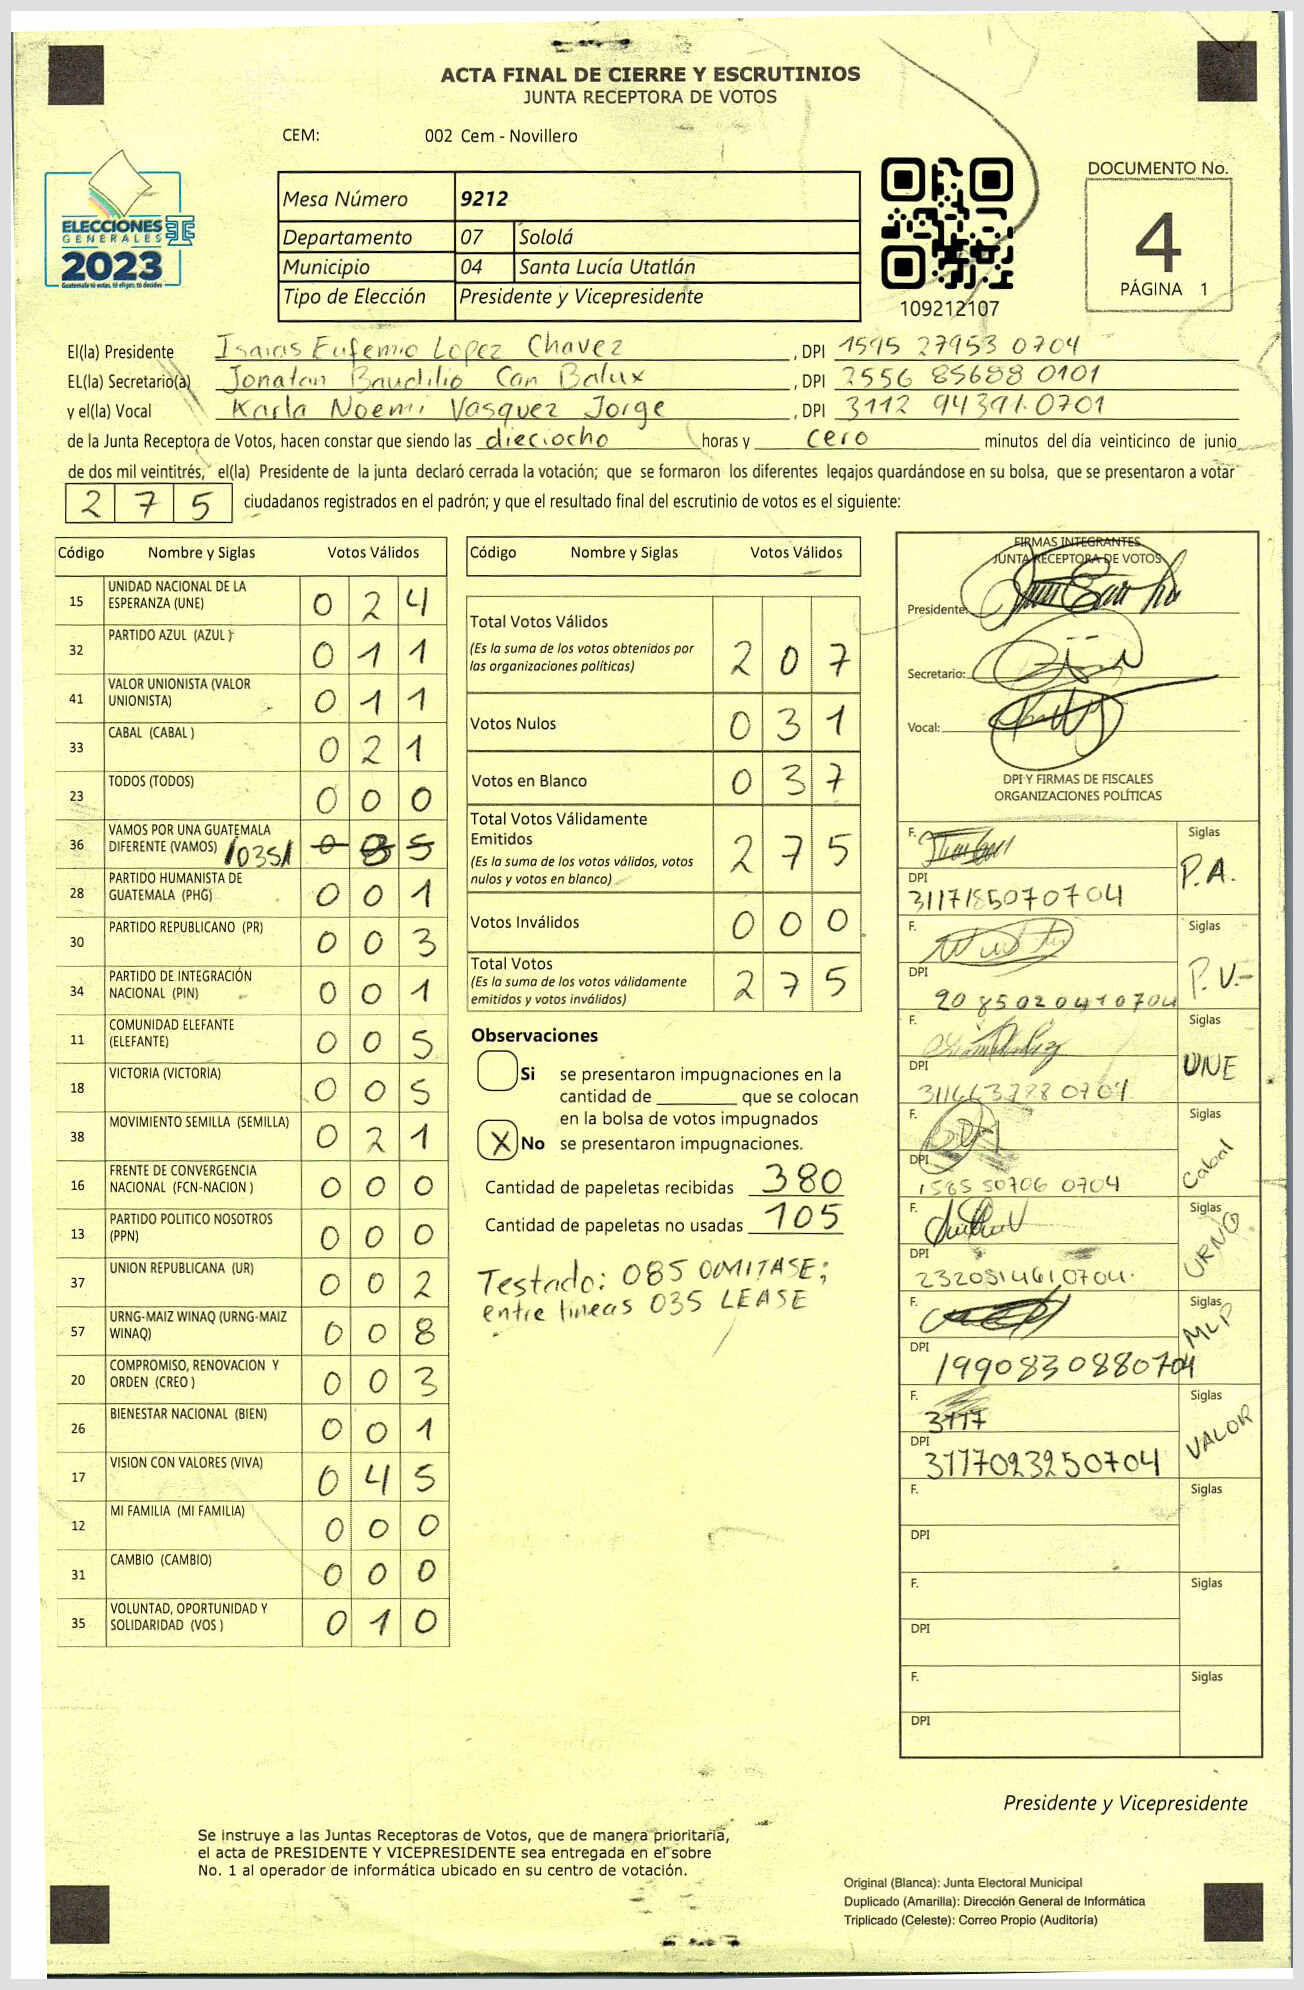 ACTA FINAL DE CIERRE Y ESCRUTINIOS
JUNTA RECEPTORA DE VOTOS
CEM: 002 Cem - Novillero
ELECCIONES
GENERALES
2023
Guatemala tú votas, tú eliges, tú decides
Mesa Número 9212
Departamento 07 Sololá
Municipio 04 Santa Lucía Utatlán
Tipo de Elección Presidente y Vicepresidente
109212107
DOCUMENTO No.
4
PÁGINA 1
El(la) Presidente Isaias Eufemio Lopez Chavez , DPI 1595 27953 0704
EL(la) Secretario(a) Jonatan Baudilio Can Balux , DPI 2556 85688 0101
y el(la) Vocal Karla Noemi Vasquez Jorge , DPI 3112 94391 0701
de la Junta Receptora de Votos, hacen constar que siendo las dieciocho horas y cero minutos del día veinticinco de junio
de dos mil veintitrés, el(la) Presidente de la junta declaró cerrada la votación; que se formaron los diferentes legajos quardándose en su bolsa, que se presentaron a votar
2 7 5 ciudadanos registrados en el padrón; y que el resultado final del escrutinio de votos es el siguiente:
Código Nombre y Siglas Votos Válidos
15 UNIDAD NACIONAL DE LA ESPERANZA (UNE) 0 2 4
32 PARTIDO AZUL (AZUL ) 0 1 1
41 VALOR UNIONISTA (VALOR UNIONISTA) 0 1 1
33 CABAL (CABAL ) 0 2 1
23 TODOS (TODOS) 0 0 0
36 VAMOS POR UNA GUATEMALA DIFERENTE (VAMOS) /035/ 0 8 5
28 PARTIDO HUMANISTA DE GUATEMALA (PHG) 0 0 1
30 PARTIDO REPUBLICANO (PR) 0 0 3
34 PARTIDO DE INTEGRACIÓN NACIONAL (PIN) 0 0 1
11 COMUNIDAD ELEFANTE (ELEFANTE) 0 0 5
18 VICTORIA (VICTORIA) 0 0 5
38 MOVIMIENTO SEMILLA (SEMILLA) 0 2 1
16 FRENTE DE CONVERGENCIA NACIONAL (FCN-NACION ) 0 0 0
13 PARTIDO POLITICO NOSOTROS (PPN) 0 0 0
37 UNION REPUBLICANA (UR) 0 0 2
57 URNG-MAIZ WINAQ (URNG-MAIZ WINAQ) 0 0 8
20 COMPROMISO, RENOVACION Y ORDEN (CREO ) 0 0 3
26 BIENESTAR NACIONAL (BIEN) 0 0 1
17 VISION CON VALORES (VIVA) 0 4 5
12 MI FAMILIA (MI FAMILIA) 0 0 0
31 CAMBIO (CAMBIO) 0 0 0
35 VOLUNTAD, OPORTUNIDAD Y SOLIDARIDAD (VOS ) 0 1 0
Código Nombre y Siglas Votos Válidos
Total Votos Válidos
(Es la suma de los votos obtenidos por
las organizaciones políticas) 2 0 7
Votos Nulos 0 3 1
Votos en Blanco 0 3 7
Total Votos Válidamente
Emitidos
(Es la suma de los votos válidos, votos
nulos y votos en blanco) 2 7 5
Votos Inválidos 0 0 0
Total Votos
(Es la suma de los votos válidamente
emitidos y votos inválidos) 2 7 5
Observaciones
Si se presentaron impugnaciones en la
cantidad de ________ que se colocan
en la bolsa de votos impugnados
X No se presentaron impugnaciones.
Cantidad de papeletas recibidas 380
Cantidad de papeletas no usadas 105
Testado: 085 OMITASE;
entre lineas 035 LEASE
FIRMAS INTEGRANTES
JUNTA RECEPTORA DE VOTOS
Presidente:
Secretario:
Vocal:
DPI Y FIRMAS DE FISCALES
ORGANIZACIONES POLÍTICAS
F. Siglas
DPI P.A.
3117185070704
F. Siglas
DPI P.V.-
2085020410704
F. Siglas
DPI UNE
F. Siglas
DPI Cabal
1585 50706 0704
F. Siglas
DPI URNG
2320514610704.
F. Siglas
DPI MLP
1990830880704
F. Siglas
3117
DPI VALOR
3117023250704
F. Siglas
DPI
F. Siglas
DPI
F. Siglas
DPI
Presidente y Vicepresidente
Se instruye a las Juntas Receptoras de Votos, que de manera prioritaria,
el acta de PRESIDENTE Y VICEPRESIDENTE sea entregada en el sobre
No. 1 al operador de informática ubicado en su centro de votación.
Original (Blanca): Junta Electoral Municipal
Duplicado (Amarilla): Dirección General de Informática
Triplicado (Celeste): Correo Propio (Auditoría)